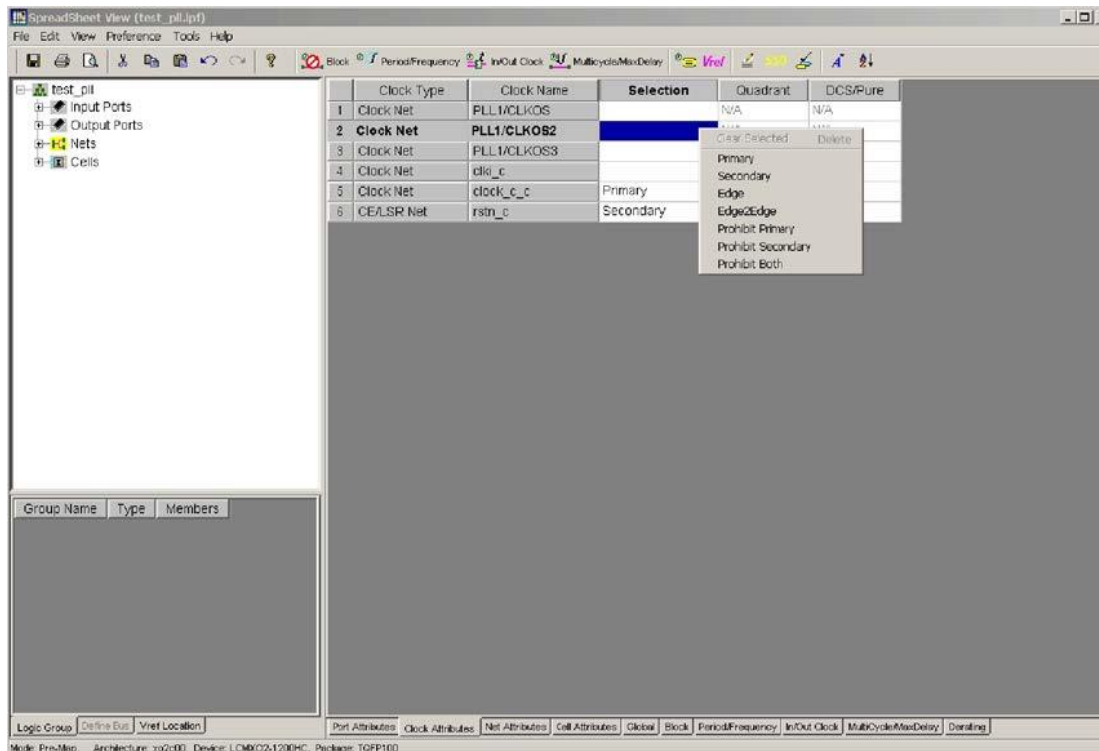 SpreadSheet View (test_pll.lpf)
File Edit View Preference Tools Help
Block Period/Frequency In/Out Clock Multicycle/MaxDelay Vref
test_pll
Input Ports
Output Ports
Nets
Cells
Clock Type Clock Name Selection Quadrant DCS/Pure
1 Clock Net PLL1/CLKOS N/A N/A
2 Clock Net PLL1/CLKOS2
3 Clock Net PLL1/CLKOS3
4 Clock Net clki_c
5 Clock Net clock_c_c Primary
6 CE/LSR Net rstn_c Secondary
Clear Selected Delete
Primary
Secondary
Edge
Edge2Edge
Prohibit Primary
Prohibit Secondary
Prohibit Both
Group Name Type Members
Logic Group Define Bus Vref Location
Port Attributes Clock Attributes Net Attributes Cell Attributes Global Block Period/Frequency In/Out Clock MultiCycle/MaxDelay Derating
Mode: Pre-Map Architecture: xo2c00 Device: LCMXO2-1200HC Package: TQFP100